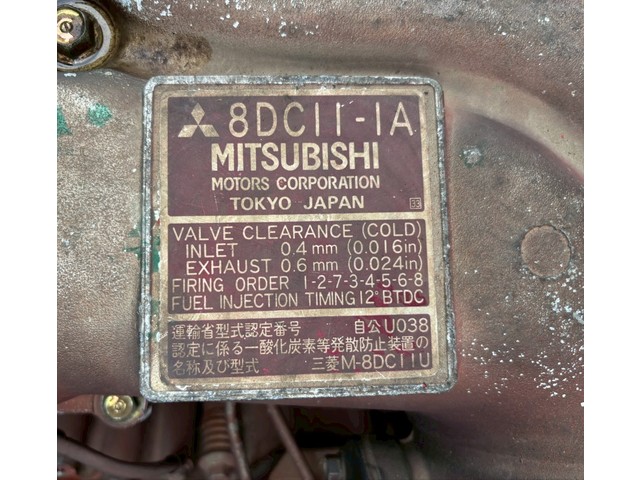 8DC11-1A
MITSUBISHI
MOTORS CORPORATION
TOKYO JAPAN 33
VALVE CLEARANCE (COLD)
INLET 0.4 mm (0.016in)
EXHAUST 0.6 mm (0.024in)
FIRING ORDER 1-2-7-3-4-5-6-8
FUEL INJECTION TIMING 12° BTDC
運輸省型式認定番号 自公U038
認定に係る一酸化炭素等発散防止装置の
名称及び型式 三菱M-8DC11U